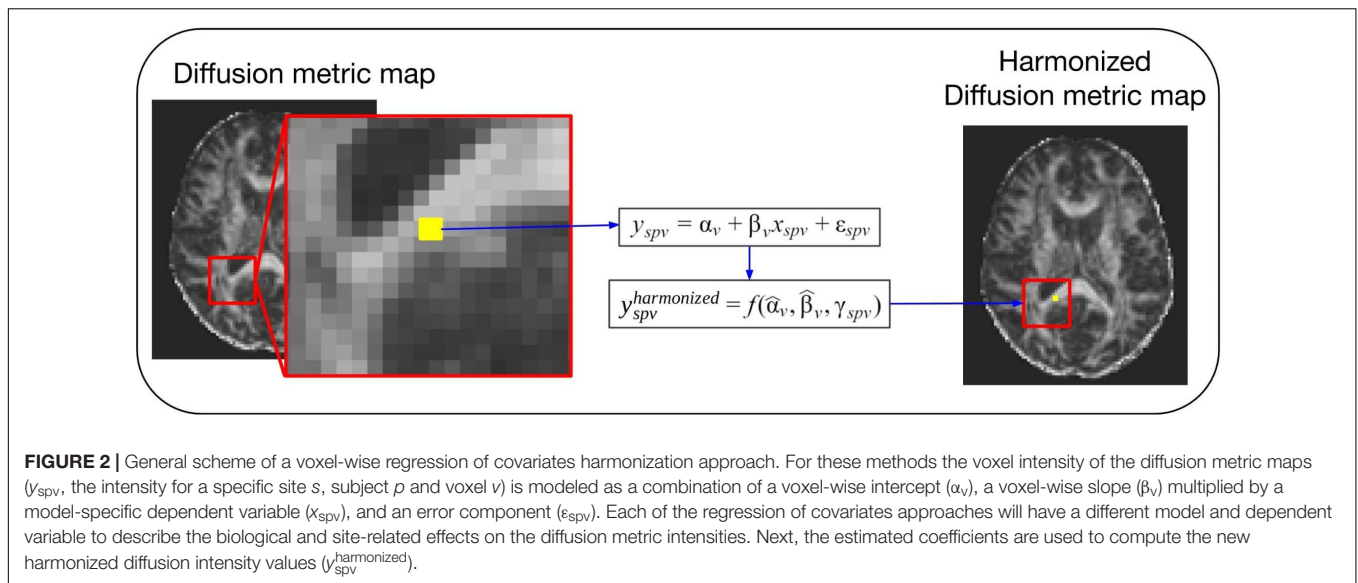 Diffusion metric map
Harmonized
Diffusion metric map
y_spv = α_v + β_v x_spv + ε_spv
y_spv^harmonized = f(α̂_v, β̂_v, γ_spv)
FIGURE 2 | General scheme of a voxel-wise regression of covariates harmonization approach. For these methods the voxel intensity of the diffusion metric maps
(y_spv, the intensity for a specific site s, subject p and voxel v) is modeled as a combination of a voxel-wise intercept (α_v), a voxel-wise slope (β_v) multiplied by a
model-specific dependent variable (x_spv), and an error component (ε_spv). Each of the regression of covariates approaches will have a different model and dependent
variable to describe the biological and site-related effects on the diffusion metric intensities. Next, the estimated coefficients are used to compute the new
harmonized diffusion intensity values (y_spv^harmonized).